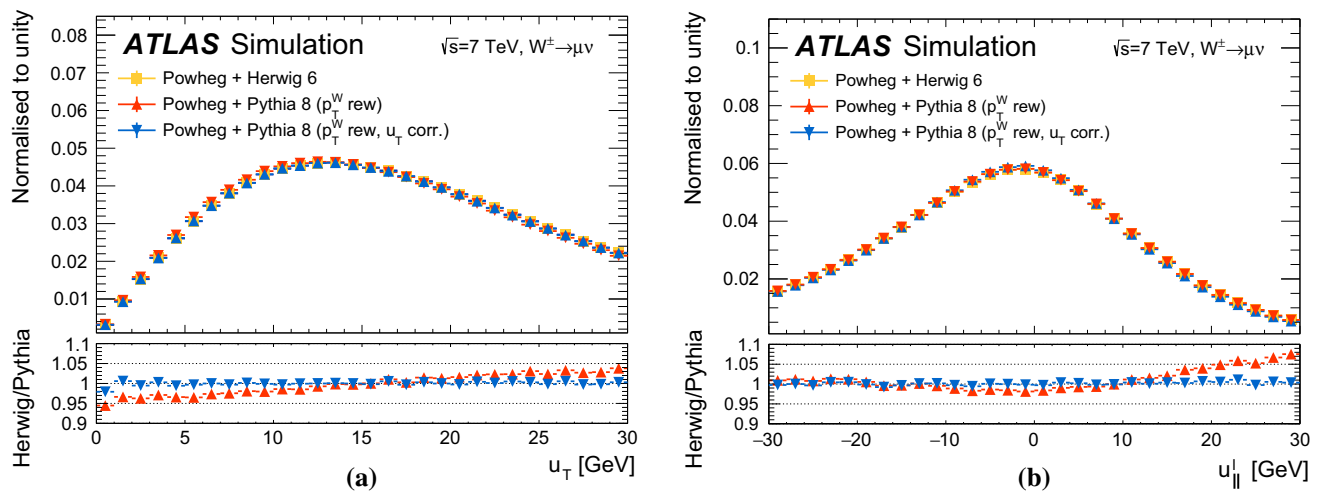 ATLAS Simulation
√s=7 TeV, W±→μν
Powheg + Herwig 6
Powheg + Pythia 8 (p_T^W rew)
Powheg + Pythia 8 (p_T^W rew, u_T corr.)
Normalised to unity
0.08
0.07
0.06
0.05
0.04
0.03
0.02
0.01
Herwig/Pythia
1.1
1.05
1
0.95
0.9
0 5 10 15 20 25 30
u_T [GeV]
(a)
ATLAS Simulation
√s=7 TeV, W±→μν
Powheg + Herwig 6
Powheg + Pythia 8 (p_T^W rew)
Powheg + Pythia 8 (p_T^W rew, u_T corr.)
Normalised to unity
0.1
0.08
0.06
0.04
0.02
Herwig/Pythia
1.1
1.05
1
0.95
0.9
−30 −20 −10 0 10 20 30
u_||^l [GeV]
(b)